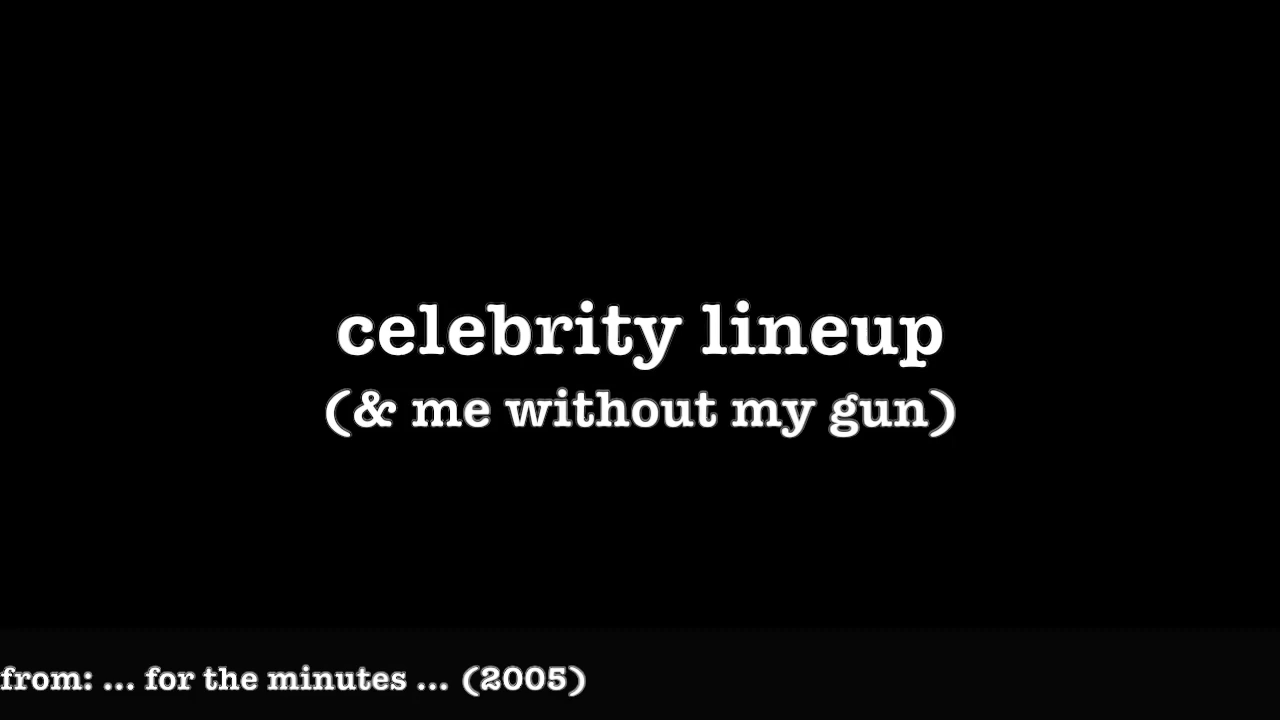 celebrity lineup
(& me without my gun)
from: ... for the minutes ... (2005)